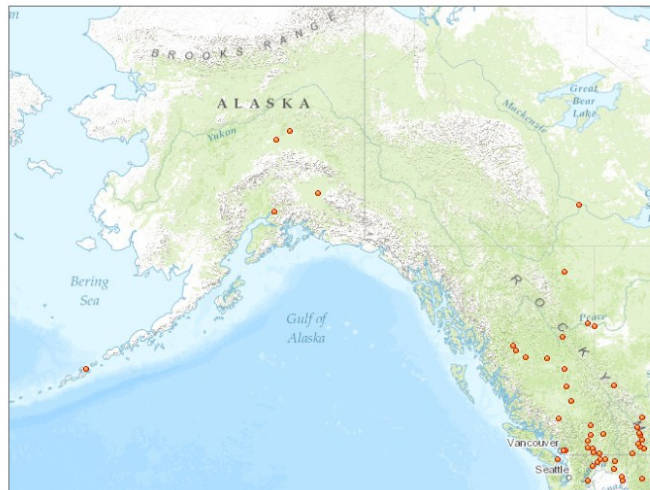 BROOKS RANGE
ALASKA
Yukon
Mackenzie
Great
Bear
Lake
Bering
Sea
Gulf of
Alaska
ROCKY
Peace
Vancouver
Seattle